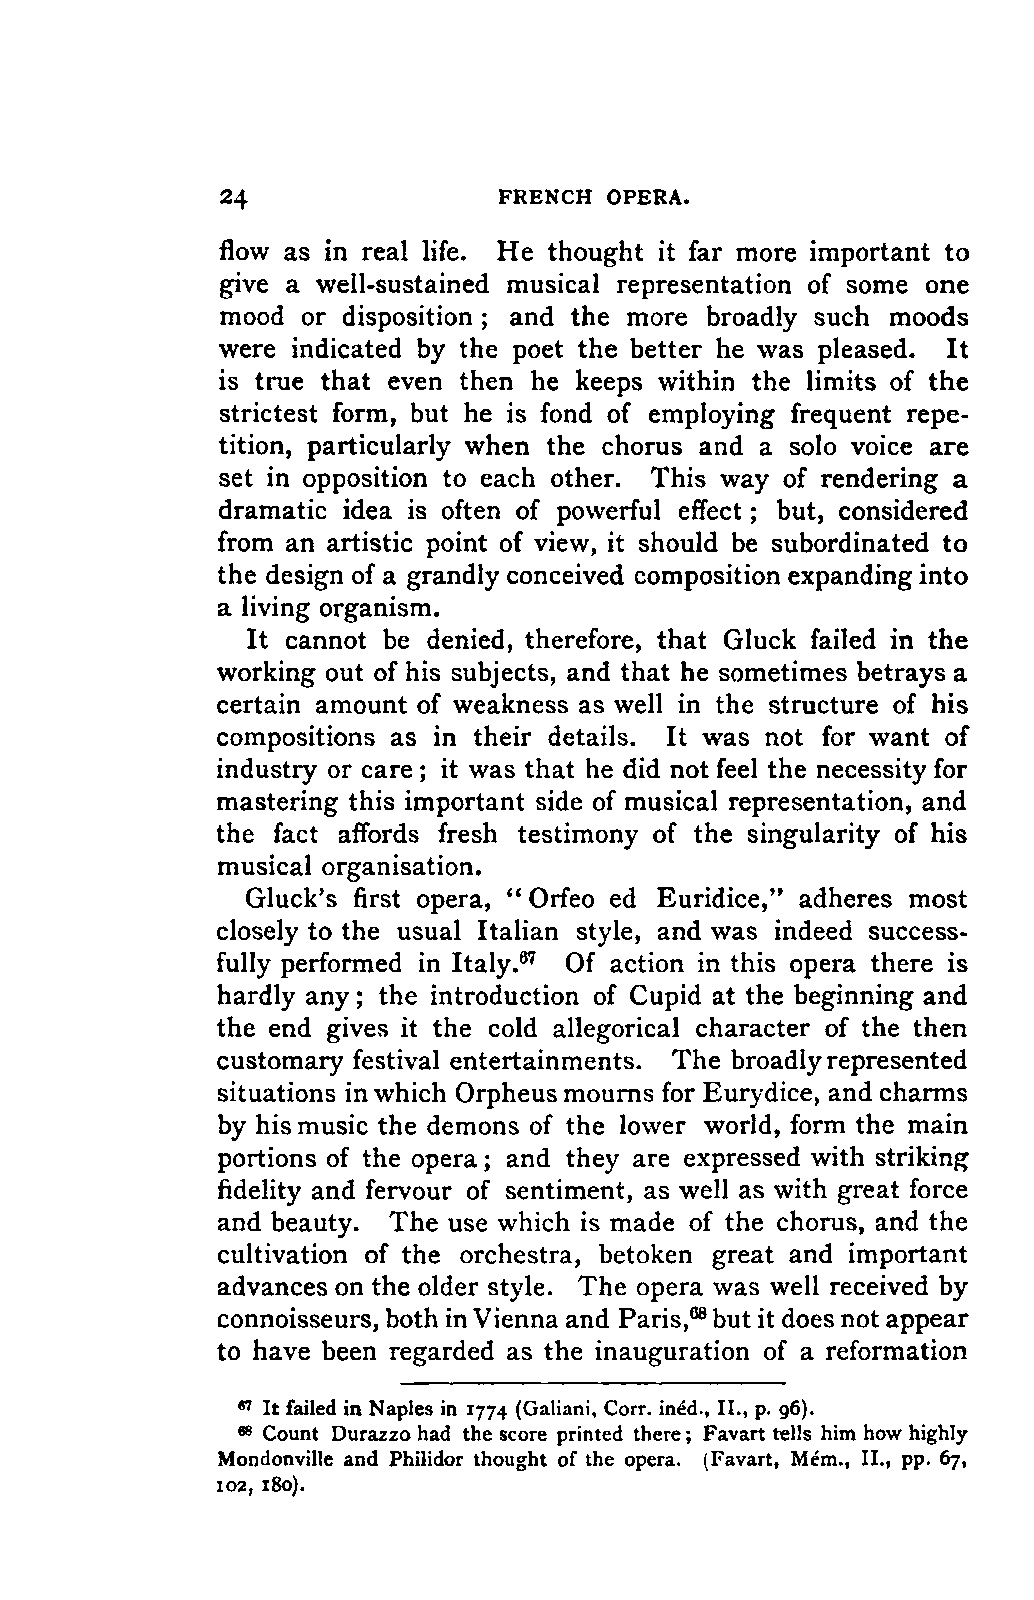 24 FRENCH OPERA.
flow as in real life. He thought it far more important to
give a well-sustained musical representation of some one
mood or disposition; and the more broadly such moods
were indicated by the poet the better he was pleased. It
is true that even then he keeps within the limits of the
strictest form, but he is fond of employing frequent repe-
tition, particularly when the chorus and a solo voice are
set in opposition to each other. This way of rendering a
dramatic idea is often of powerful effect; but, considered
from an artistic point of view, it should be subordinated to
the design of a grandly conceived composition expanding into
a living organism.
It cannot be denied, therefore, that Gluck failed in the
working out of his subjects, and that he sometimes betrays a
certain amount of weakness as well in the structure of his
compositions as in their details. It was not for want of
industry or care; it was that he did not feel the necessity for
mastering this important side of musical representation, and
the fact affords fresh testimony of the singularity of his
musical organisation.
Gluck's first opera, "Orfeo ed Euridice," adheres most
closely to the usual Italian style, and was indeed success-
fully performed in Italy.⁶⁷ Of action in this opera there is
hardly any; the introduction of Cupid at the beginning and
the end gives it the cold allegorical character of the then
customary festival entertainments. The broadly represented
situations in which Orpheus mourns for Eurydice, and charms
by his music the demons of the lower world, form the main
portions of the opera; and they are expressed with striking
fidelity and fervour of sentiment, as well as with great force
and beauty. The use which is made of the chorus, and the
cultivation of the orchestra, betoken great and important
advances on the older style. The opera was well received by
connoisseurs, both in Vienna and Paris,⁶⁸ but it does not appear
to have been regarded as the inauguration of a reformation
⁶⁷ It failed in Naples in 1774 (Galiani, Corr. inéd., II., p. 96).
⁶⁸ Count Durazzo had the score printed there; Favart tells him how highly
Mondonville and Philidor thought of the opera. (Favart, Mém., II., pp. 67,
102, 180).